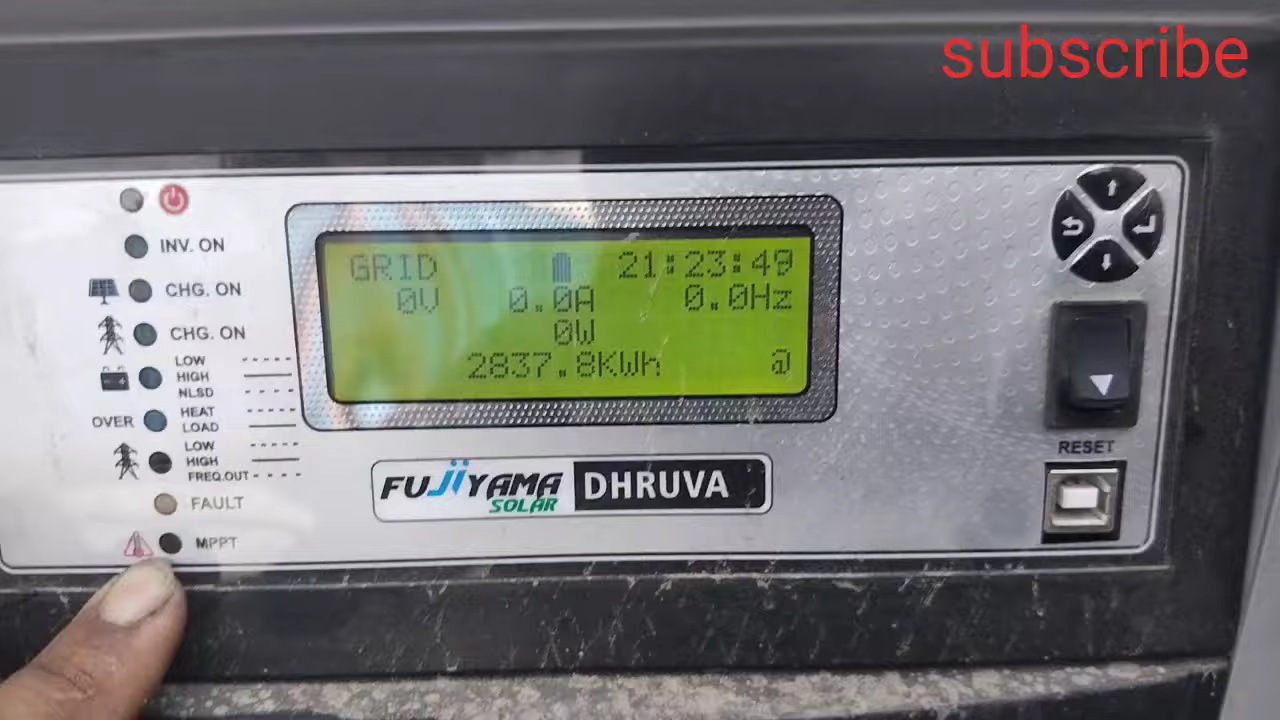 subscribe
INV. ON
CHG. ON
CHG. ON
LOW
HIGH
NLSD
OVER
HEAT
LOAD
LOW
HIGH
FREQ.OUT
FAULT
MPPT
GRID 21:23:49
0V 0.0A 0.0Hz
0W
2837.8KWh @
FUJIYAMA
SOLAR
DHRUVA
RESET